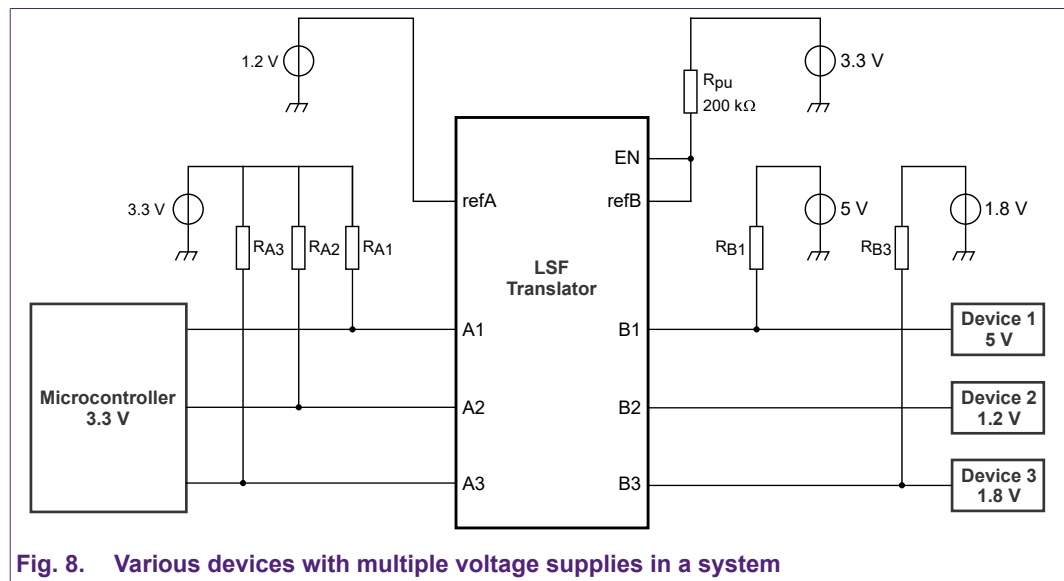 1.2 V
3.3 V
Rpu
200 kΩ
EN
refA
refB
3.3 V
5 V
1.8 V
RA3
RA2
RA1
RB1
RB3
LSF
Translator
A1
B1
Device 1
5 V
Microcontroller
3.3 V
A2
B2
Device 2
1.2 V
A3
B3
Device 3
1.8 V
Fig. 8. Various devices with multiple voltage supplies in a system